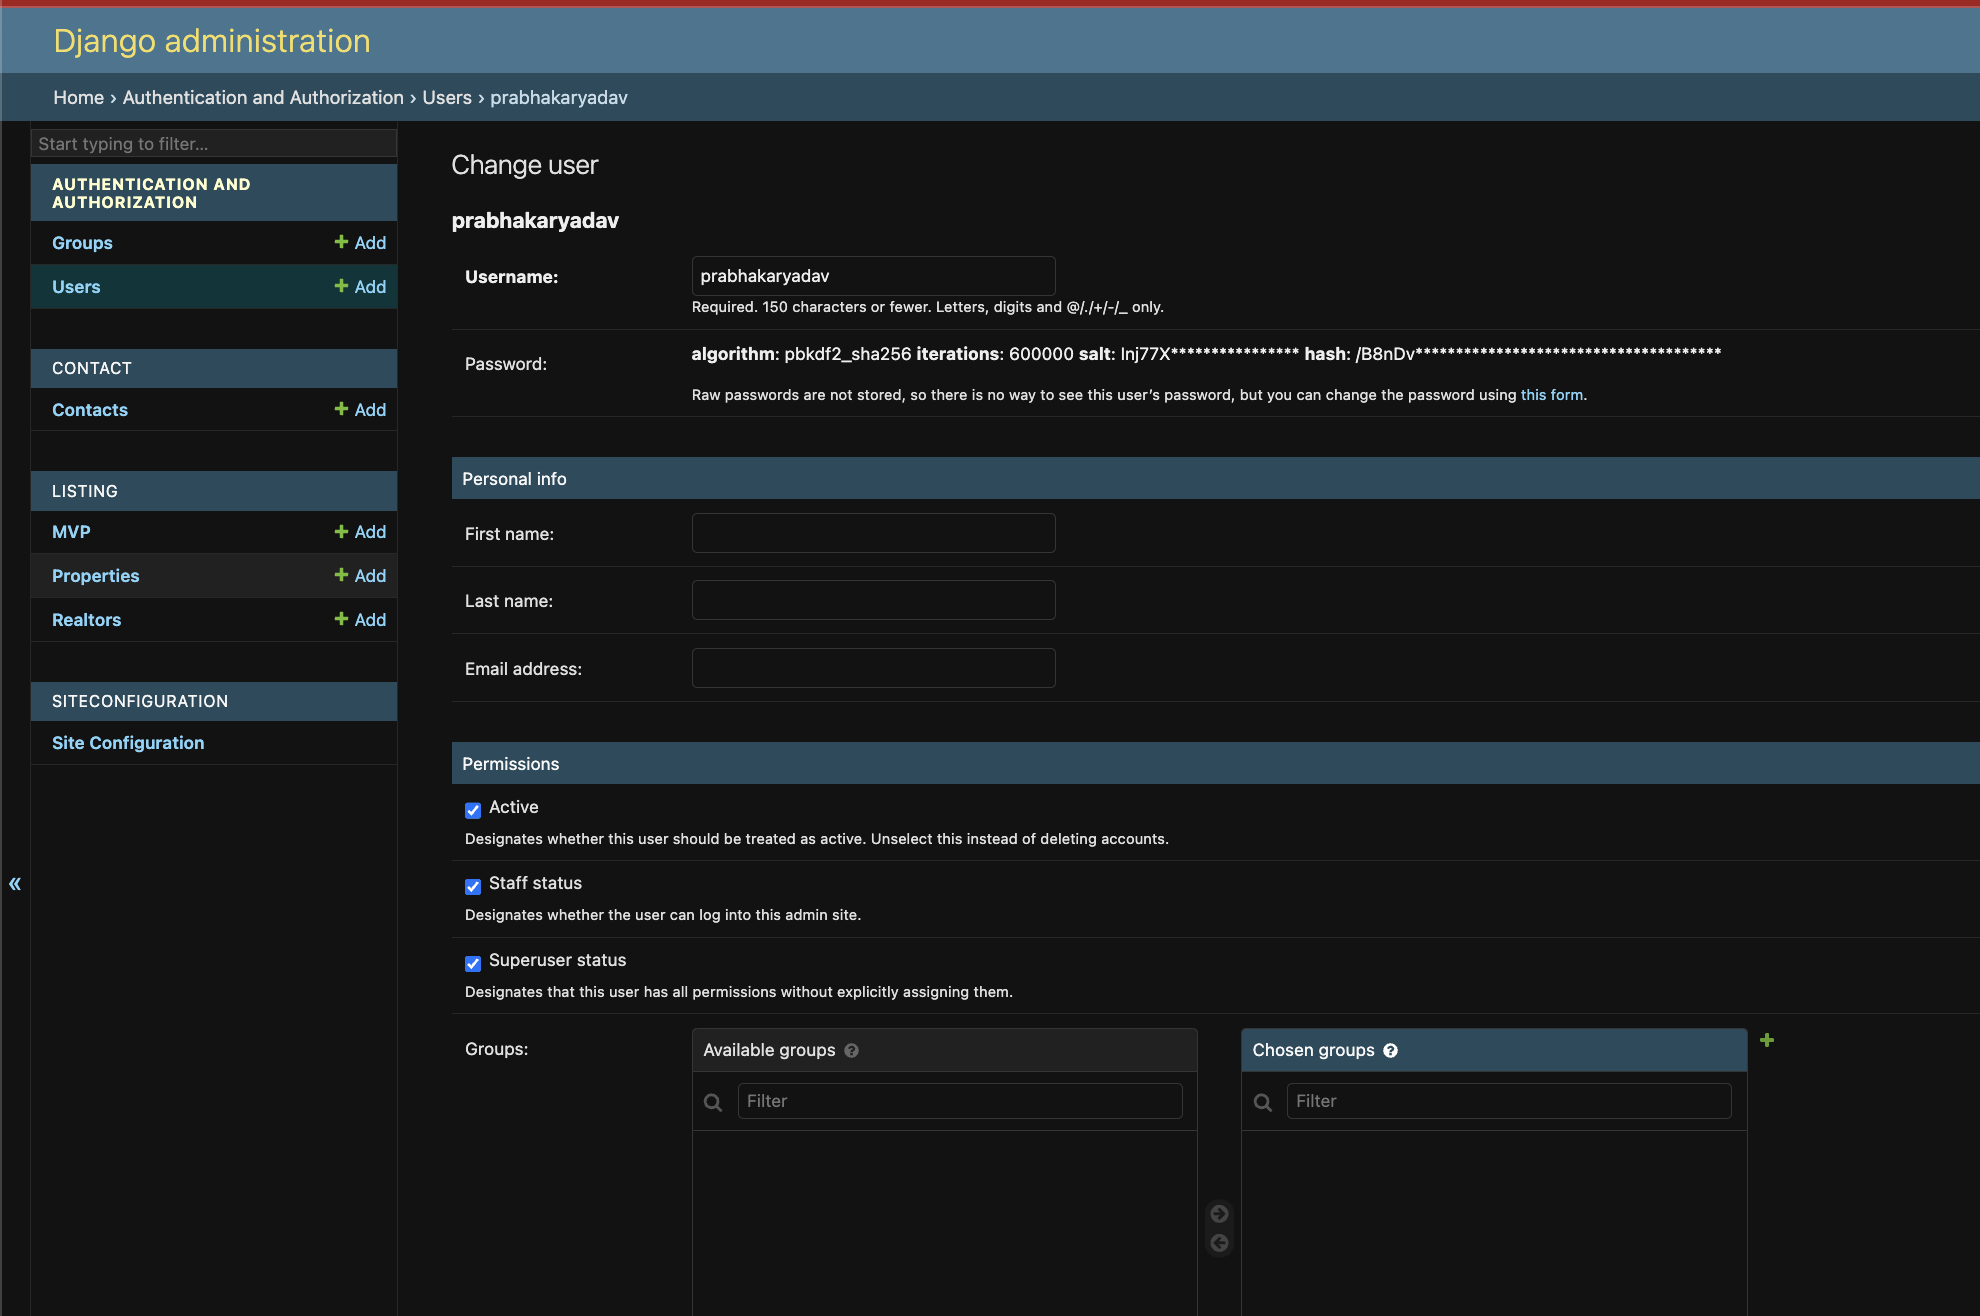 Django administration
Home › Authentication and Authorization › Users › prabhakaryadav
Start typing to filter...
AUTHENTICATION AND
AUTHORIZATION
Groups + Add
Users + Add
CONTACT
Contacts + Add
LISTING
MVP + Add
Properties + Add
Realtors + Add
SITECONFIGURATION
Site Configuration
«
Change user
prabhakaryadav
Username: prabhakaryadav
Required. 150 characters or fewer. Letters, digits and @/./+/-/_ only.
Password: algorithm: pbkdf2_sha256 iterations: 600000 salt: Inj77X**************** hash: /B8nDv**************************************
Raw passwords are not stored, so there is no way to see this user’s password, but you can change the password using this form.
Personal info
First name:
Last name:
Email address:
Permissions
Active
Designates whether this user should be treated as active. Unselect this instead of deleting accounts.
Staff status
Designates whether the user can log into this admin site.
Superuser status
Designates that this user has all permissions without explicitly assigning them.
Groups:
Available groups ?
Filter
Chosen groups ?
Filter